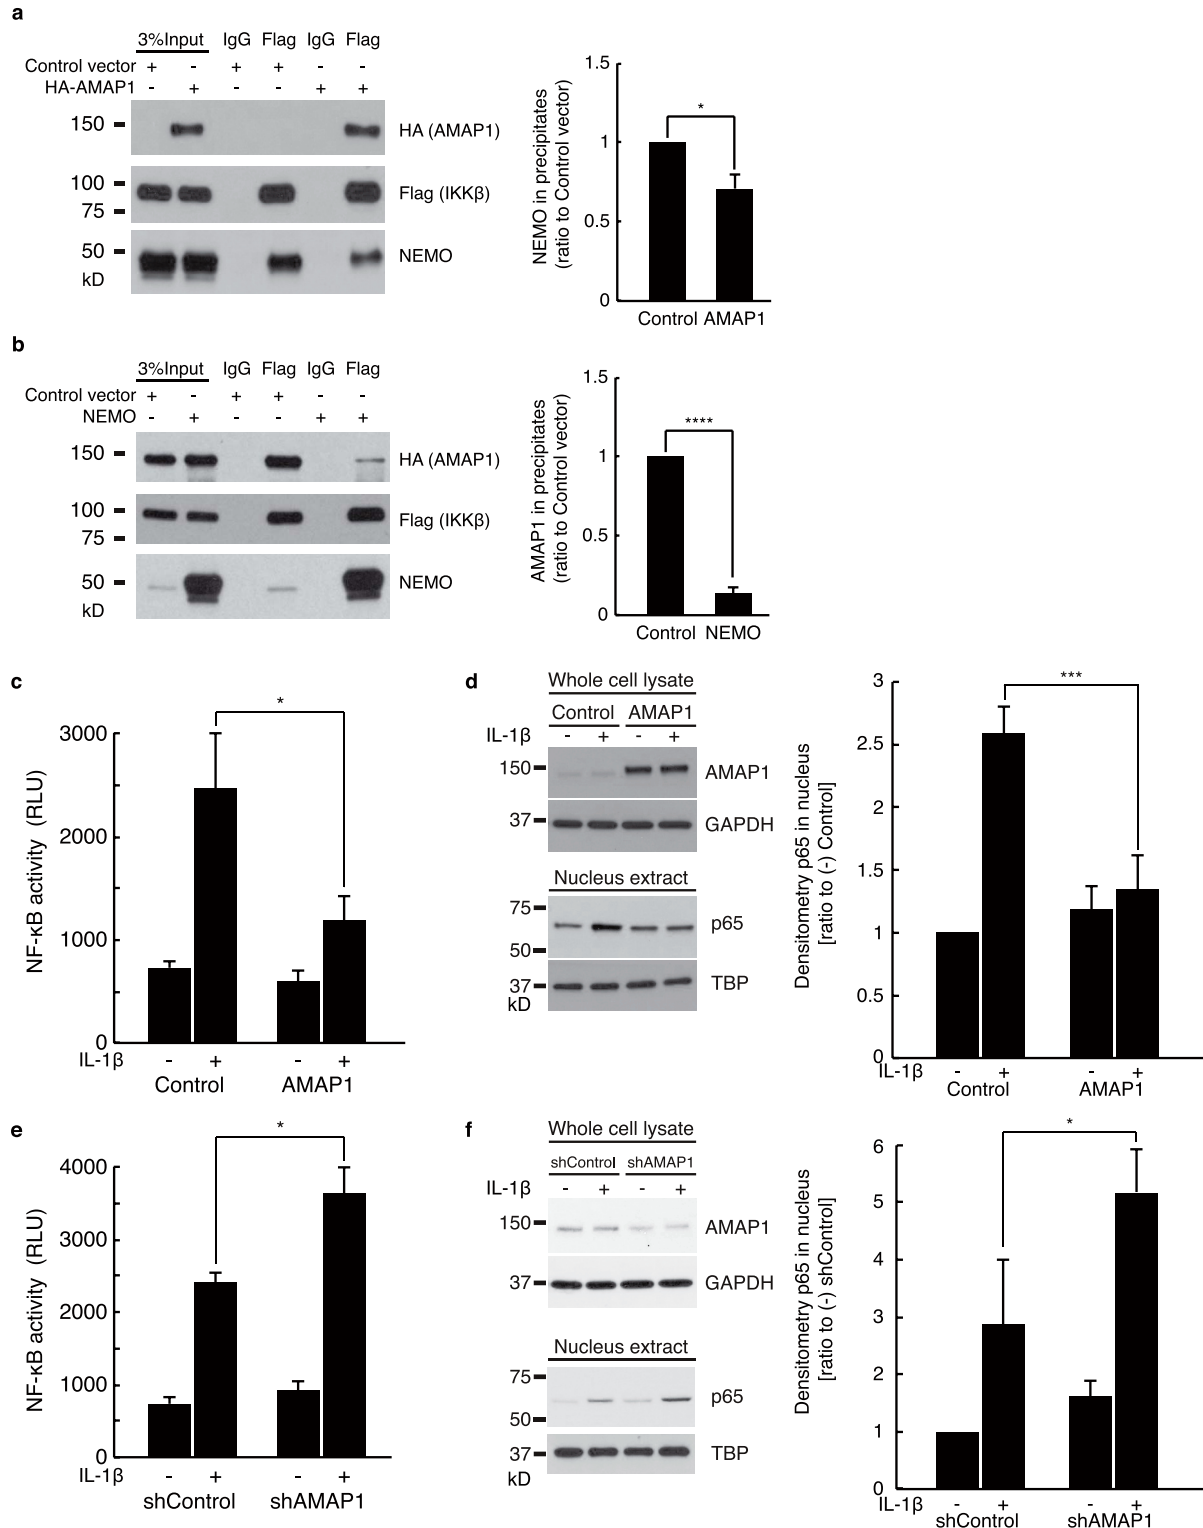 a
3%Input IgG Flag IgG Flag
Control vector + - + + - -
HA-AMAP1 - + - - + +
150
HA (AMAP1)
100
75
Flag (IKKβ)
50
kD
NEMO
NEMO in precipitates
(ratio to Control vector)
1.5
1
0.5
0
*
Control AMAP1
b
3%Input IgG Flag IgG Flag
Control vector + - + + - -
NEMO - + - - + +
150
HA (AMAP1)
100
75
Flag (IKKβ)
50
kD
NEMO
AMAP1 in precipitates
(ratio to Control vector)
1.5
1
0.5
0
****
Control NEMO
c
NF-κB activity (RLU)
3000
2000
1000
0
*
IL-1β - + - +
Control AMAP1
d
Whole cell lysate
Control AMAP1
IL-1β - + - +
150
AMAP1
37
GAPDH
Nucleus extract
75
p65
50
37
TBP
kD
Densitometry p65 in nucleus
[ratio to (-) Control]
3
2.5
2
1.5
1
0.5
0
***
IL-1β - + - +
Control AMAP1
e
NF-κB activity (RLU)
4000
3000
2000
1000
0
*
IL-1β - + - +
shControl shAMAP1
f
Whole cell lysate
shControl shAMAP1
IL-1β - + - +
150
AMAP1
37
GAPDH
Nucleus extract
75
p65
50
37
TBP
kD
Densitometry p65 in nucleus
[ratio to (-) shControl]
6
5
4
3
2
1
0
*
IL-1β - + - +
shControl shAMAP1